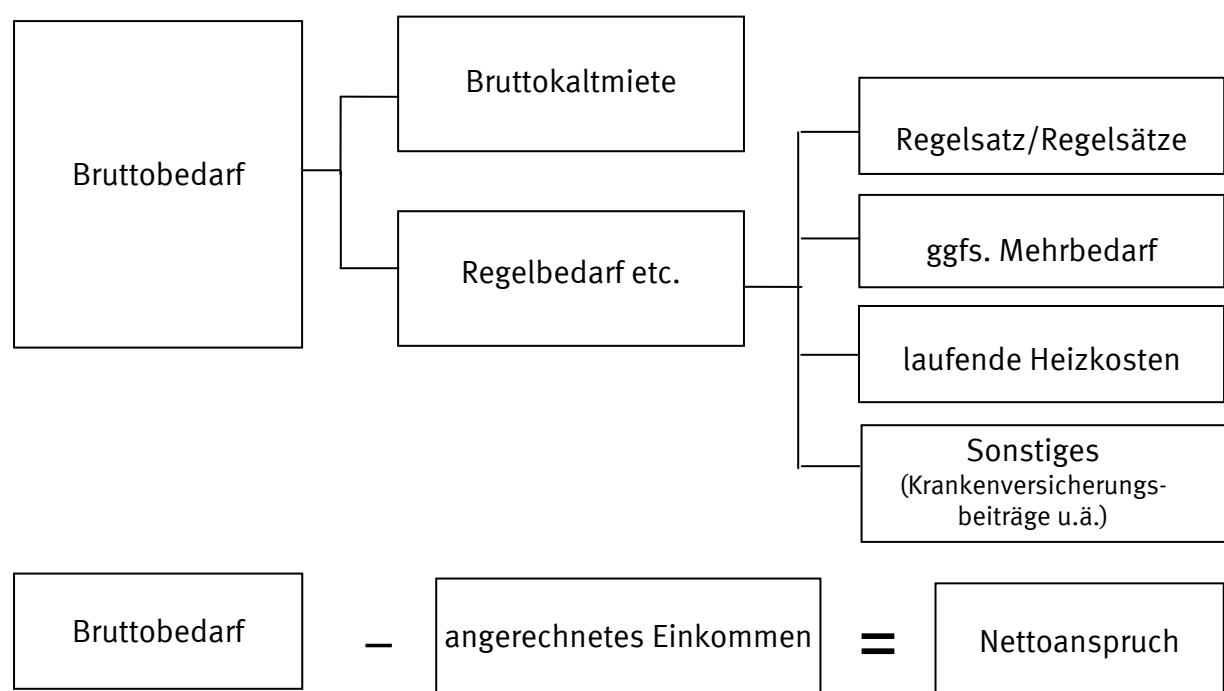 Bruttobedarf
Bruttokaltmiete
Regelbedarf etc.
Regelsatz/Regelsätze
ggfs. Mehrbedarf
laufende Heizkosten
Sonstiges
(Krankenversicherungs-
beiträge u.ä.)
Bruttobedarf – angerechnetes Einkommen = Nettoanspruch